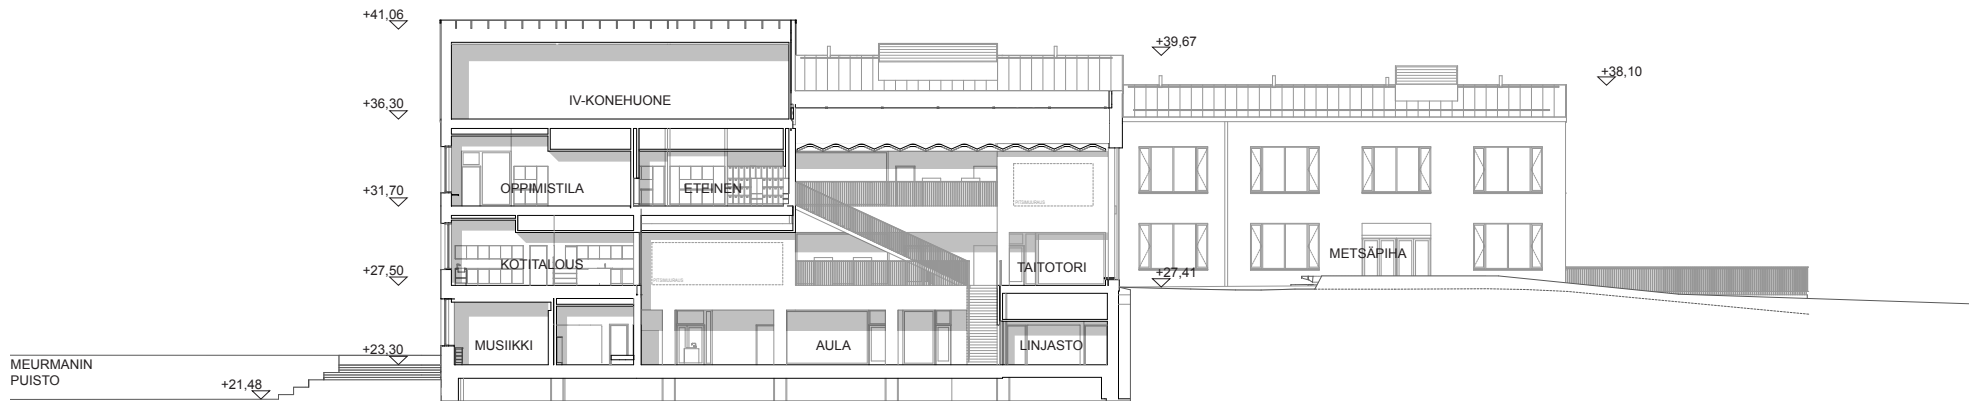 +41,06
+39,67
+38,10
IV-KONEHUONE
+36,30
OPPIMISTILA
ETEINEN
+31,70
KOTITALOUS
TAITOTORI
METSÄPIHA
+27,50
+27,41
MUSIIKKI
AULA
LINJASTO
+23,30
MEURMANIN
PUISTO
+21,48